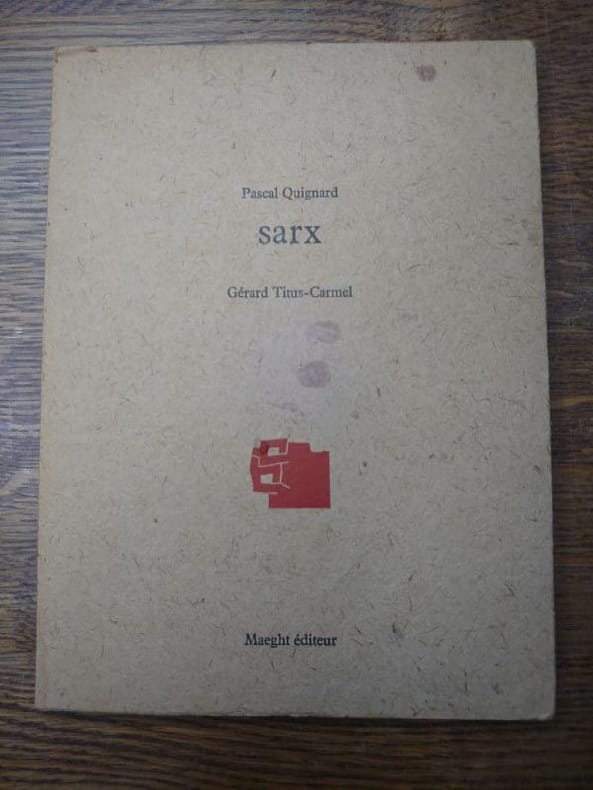 Pascal Quignard
sarx
Gérard Titus-Carmel
Maeght éditeur